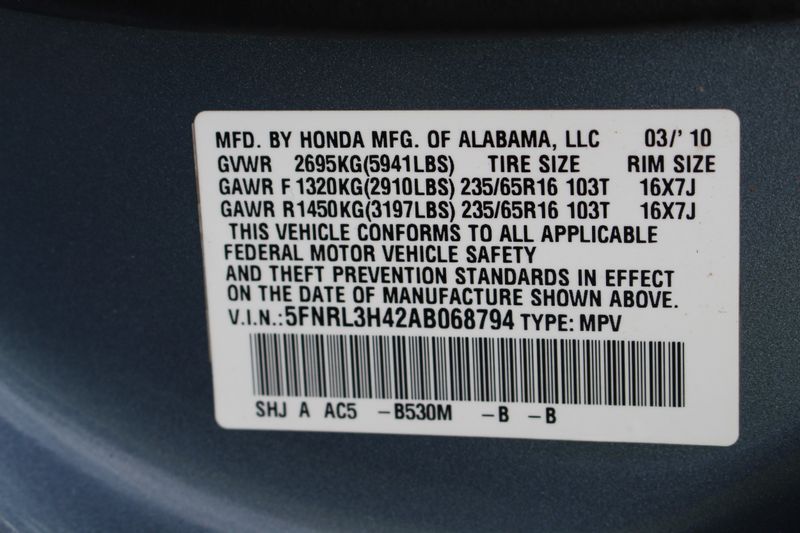 MFD. BY HONDA MFG. OF ALABAMA, LLC 03/'10
GVWR 2695KG(5941LBS) TIRE SIZE RIM SIZE
GAWR F 1320KG(2910LBS) 235/65R16 103T 16X7J
GAWR R1450KG(3197LBS) 235/65R16 103T 16X7J
THIS VEHICLE CONFORMS TO ALL APPLICABLE
FEDERAL MOTOR VEHICLE SAFETY
AND THEFT PREVENTION STANDARDS IN EFFECT
ON THE DATE OF MANUFACTURE SHOWN ABOVE.
V.I.N.:5FNRL3H42AB068794 TYPE: MPV
SHJ A AC5 -B530M -B -B